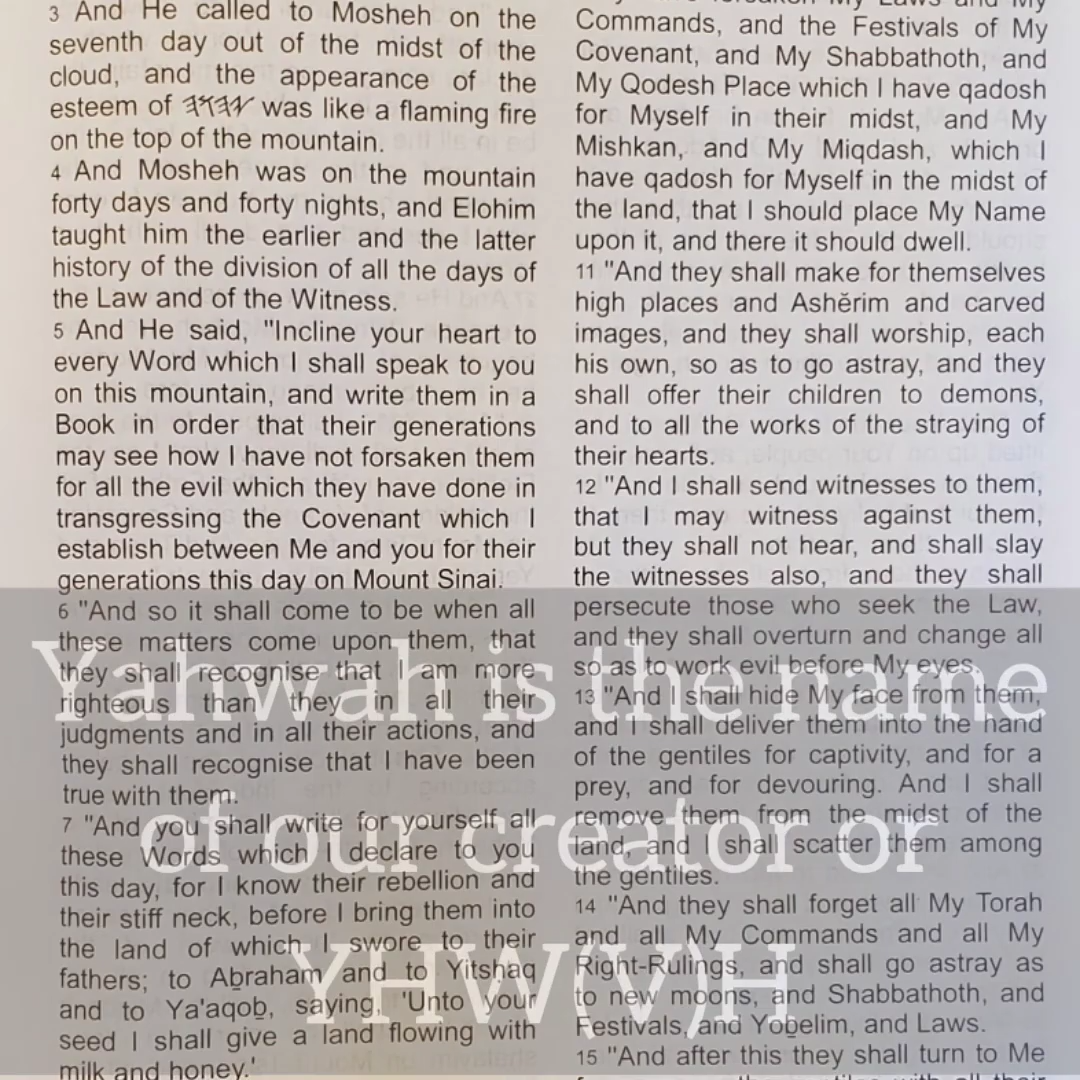 3 And He called to Mosheh on the
seventh day out of the midst of the
cloud, and the appearance of the
esteem of 𐤉𐤄𐤅𐤄 was like a flaming fire
on the top of the mountain.
4 And Mosheh was on the mountain
forty days and forty nights, and Elohim
taught him the earlier and the latter
history of the division of all the days of
the Law and of the Witness.
5 And He said, "Incline your heart to
every Word which I shall speak to you
on this mountain, and write them in a
Book in order that their generations
may see how I have not forsaken them
for all the evil which they have done in
transgressing the Covenant which I
establish between Me and you for their
generations this day on Mount Sinai.
6 "And so it shall come to be when all
these matters come upon them, that
they shall recognise that I am more
righteous than they in all their
judgments and in all their actions, and
they shall recognise that I have been
true with them.
7 "And you shall write for yourself all
these Words which I declare to you
this day, for I know their rebellion and
their stiff neck, before I bring them into
the land of which I swore to their
fathers; to Aḇraham and to Yitsḥaq
and to Ya'aqoḇ, saying, 'Unto your
seed I shall give a land flowing with
milk and honey.'
forsaken My Laws and My
Commands, and the Festivals of My
Covenant, and My Shabbathoth, and
My Qodesh Place which I have qadosh
for Myself in their midst, and My
Mishkan, and My Miqdash, which I
have qadosh for Myself in the midst of
the land, that I should place My Name
upon it, and there it should dwell.
11 "And they shall make for themselves
high places and Ashĕrim and carved
images, and they shall worship, each
his own, so as to go astray, and they
shall offer their children to demons,
and to all the works of the straying of
their hearts.
12 "And I shall send witnesses to them,
that I may witness against them,
but they shall not hear, and shall slay
the witnesses also, and they shall
persecute those who seek the Law,
and they shall overturn and change all
so as to work evil before My eyes.
13 "And I shall hide My face from them,
and I shall deliver them into the hand
of the gentiles for captivity, and for a
prey, and for devouring. And I shall
remove them from the midst of the
land, and I shall scatter them among
the gentiles.
14 "And they shall forget all My Torah
and all My Commands and all My
Right-Rulings, and shall go astray as
to new moons, and Shabbathoth, and
Festivals, and Yoḇelim, and Laws.
15 "And after this they shall turn to Me
Yahwah is the name
of our creator or
YHW(V)H